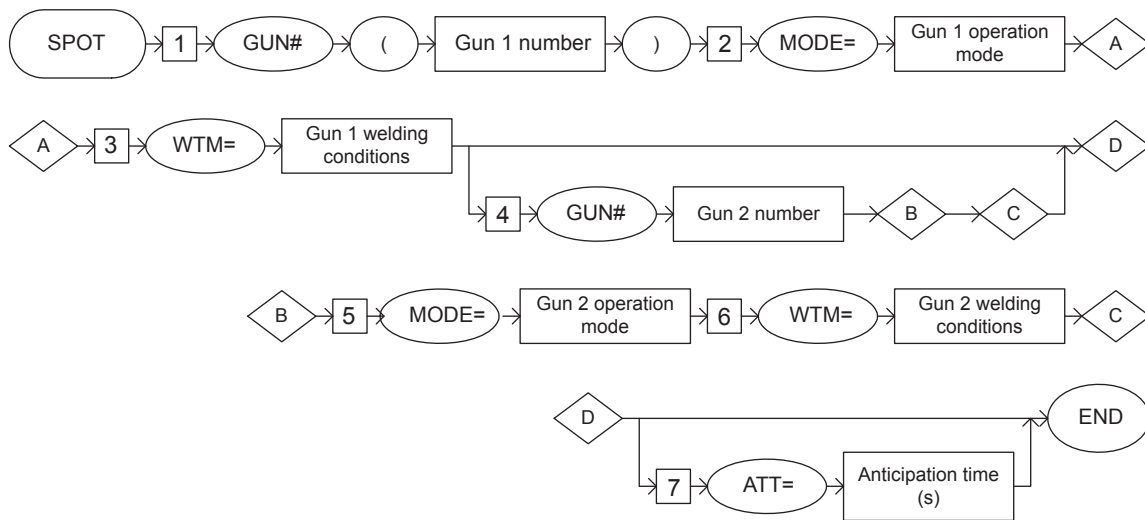 SPOT 1 GUN# ( Gun 1 number ) 2 MODE= Gun 1 operation
mode A
A 3 WTM= Gun 1 welding
conditions D
4 GUN# Gun 2 number B C
B 5 MODE= Gun 2 operation
mode 6 WTM= Gun 2 welding
conditions C
D END
7 ATT= Anticipation time
(s)